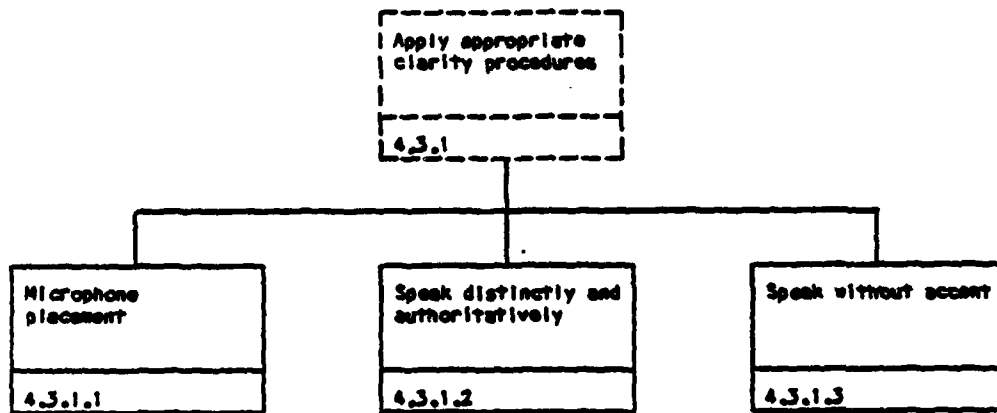 Apply appropriate
clarity procedures
4.3.1
Microphone
placement
4.3.1.1
Speak distinctly and
authoritatively
4.3.1.2
Speak without accent
4.3.1.3